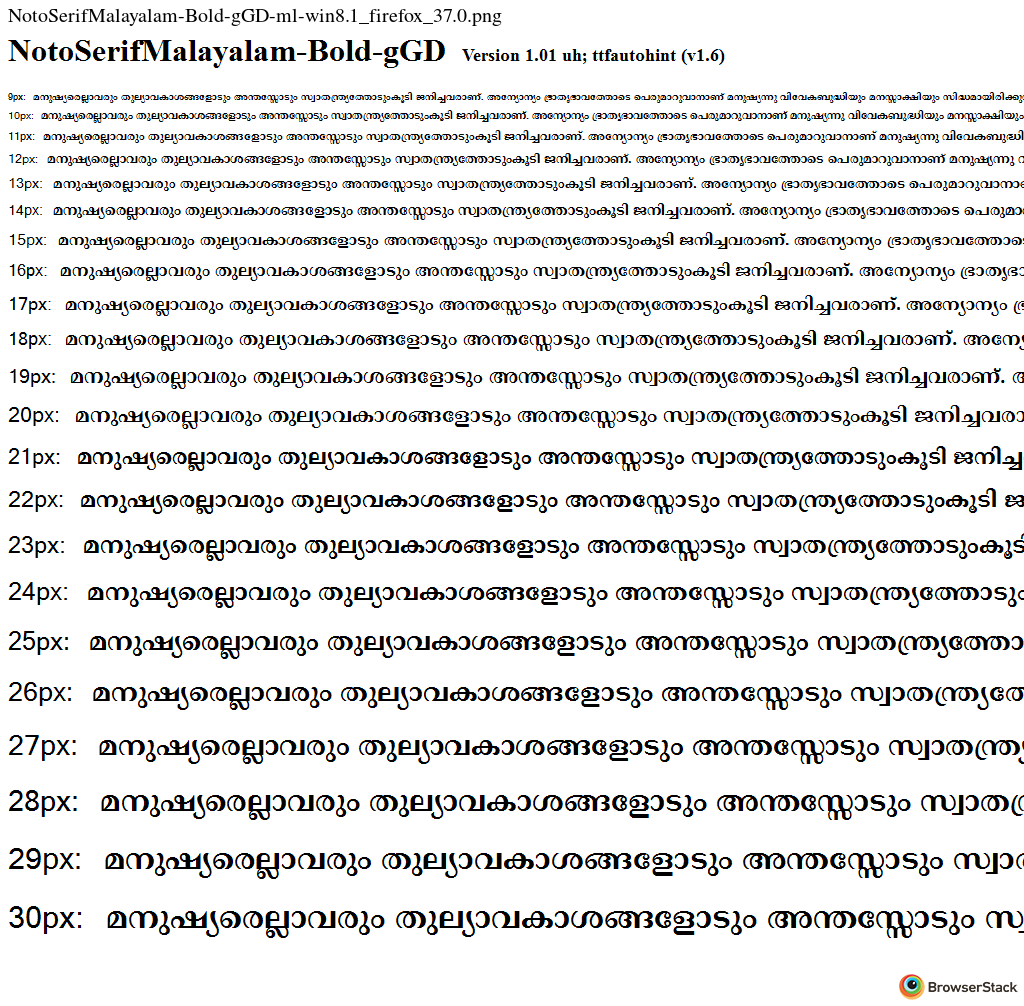 NotoSerifMalayalam-Bold-gGD-ml-win8.1_firefox_37.0.png
NotoSerifMalayalam-Bold-gGD Version 1.01 uh; ttfautohint (v1.6)
9px: മനുഷ്യരെല്ലാവരും തുല്യാവകാശങ്ങളോടും അന്തസ്സോടും സ്വാതന്ത്ര്യത്തോടുംകൂടി ജനിച്ചവരാണ്. അന്യോന്യം ഭ്രാതൃഭാവത്തോടെ പെരുമാറുവാനാണ് മനുഷ്യന്നു വിവേകബുദ്ധിയും മനസ്സാക്ഷിയും സിദ്ധമായിരിക്കു
10px: മനുഷ്യരെല്ലാവരും തുല്യാവകാശങ്ങളോടും അന്തസ്സോടും സ്വാതന്ത്ര്യത്തോടുംകൂടി ജനിച്ചവരാണ്. അന്യോന്യം ഭ്രാതൃഭാവത്തോടെ പെരുമാറുവാനാണ് മനുഷ്യന്നു വിവേകബുദ്ധിയും മനസ്സാക്ഷിയും
11px: മനുഷ്യരെല്ലാവരും തുല്യാവകാശങ്ങളോടും അന്തസ്സോടും സ്വാതന്ത്ര്യത്തോടുംകൂടി ജനിച്ചവരാണ്. അന്യോന്യം ഭ്രാതൃഭാവത്തോടെ പെരുമാറുവാനാണ് മനുഷ്യന്നു വിവേകബുദ്ധി
12px: മനുഷ്യരെല്ലാവരും തുല്യാവകാശങ്ങളോടും അന്തസ്സോടും സ്വാതന്ത്ര്യത്തോടുംകൂടി ജനിച്ചവരാണ്. അന്യോന്യം ഭ്രാതൃഭാവത്തോടെ പെരുമാറുവാനാണ് മനുഷ്യന്നു
13px: മനുഷ്യരെല്ലാവരും തുല്യാവകാശങ്ങളോടും അന്തസ്സോടും സ്വാതന്ത്ര്യത്തോടുംകൂടി ജനിച്ചവരാണ്. അന്യോന്യം ഭ്രാതൃഭാവത്തോടെ പെരുമാറുവാനാ
14px: മനുഷ്യരെല്ലാവരും തുല്യാവകാശങ്ങളോടും അന്തസ്സോടും സ്വാതന്ത്ര്യത്തോടുംകൂടി ജനിച്ചവരാണ്. അന്യോന്യം ഭ്രാതൃഭാവത്തോടെ പെരുമാ
15px: മനുഷ്യരെല്ലാവരും തുല്യാവകാശങ്ങളോടും അന്തസ്സോടും സ്വാതന്ത്ര്യത്തോടുംകൂടി ജനിച്ചവരാണ്. അന്യോന്യം ഭ്രാതൃഭാവത്തോടെ
16px: മനുഷ്യരെല്ലാവരും തുല്യാവകാശങ്ങളോടും അന്തസ്സോടും സ്വാതന്ത്ര്യത്തോടുംകൂടി ജനിച്ചവരാണ്. അന്യോന്യം ഭ്രാതൃഭാ
17px: മനുഷ്യരെല്ലാവരും തുല്യാവകാശങ്ങളോടും അന്തസ്സോടും സ്വാതന്ത്ര്യത്തോടുംകൂടി ജനിച്ചവരാണ്. അന്യോന്യം
18px: മനുഷ്യരെല്ലാവരും തുല്യാവകാശങ്ങളോടും അന്തസ്സോടും സ്വാതന്ത്ര്യത്തോടുംകൂടി ജനിച്ചവരാണ്. അന്യേ
19px: മനുഷ്യരെല്ലാവരും തുല്യാവകാശങ്ങളോടും അന്തസ്സോടും സ്വാതന്ത്ര്യത്തോടുംകൂടി ജനിച്ചവരാണ്.
20px: മനുഷ്യരെല്ലാവരും തുല്യാവകാശങ്ങളോടും അന്തസ്സോടും സ്വാതന്ത്ര്യത്തോടുംകൂടി ജനിച്ചവരാ
21px: മനുഷ്യരെല്ലാവരും തുല്യാവകാശങ്ങളോടും അന്തസ്സോടും സ്വാതന്ത്ര്യത്തോടുംകൂടി ജനിച്ച
22px: മനുഷ്യരെല്ലാവരും തുല്യാവകാശങ്ങളോടും അന്തസ്സോടും സ്വാതന്ത്ര്യത്തോടുംകൂടി ജ
23px: മനുഷ്യരെല്ലാവരും തുല്യാവകാശങ്ങളോടും അന്തസ്സോടും സ്വാതന്ത്ര്യത്തോടുംകൂടി
24px: മനുഷ്യരെല്ലാവരും തുല്യാവകാശങ്ങളോടും അന്തസ്സോടും സ്വാതന്ത്ര്യത്തോടും
25px: മനുഷ്യരെല്ലാവരും തുല്യാവകാശങ്ങളോടും അന്തസ്സോടും സ്വാതന്ത്ര്യത്തോ
26px: മനുഷ്യരെല്ലാവരും തുല്യാവകാശങ്ങളോടും അന്തസ്സോടും സ്വാതന്ത്ര്യ
27px: മനുഷ്യരെല്ലാവരും തുല്യാവകാശങ്ങളോടും അന്തസ്സോടും സ്വാതന്ത്ര്യ
28px: മനുഷ്യരെല്ലാവരും തുല്യാവകാശങ്ങളോടും അന്തസ്സോടും സ്വാത
29px: മനുഷ്യരെല്ലാവരും തുല്യാവകാശങ്ങളോടും അന്തസ്സോടും സ്വാ
30px: മനുഷ്യരെല്ലാവരും തുല്യാവകാശങ്ങളോടും അന്തസ്സോടും സ്വ
BrowserStack